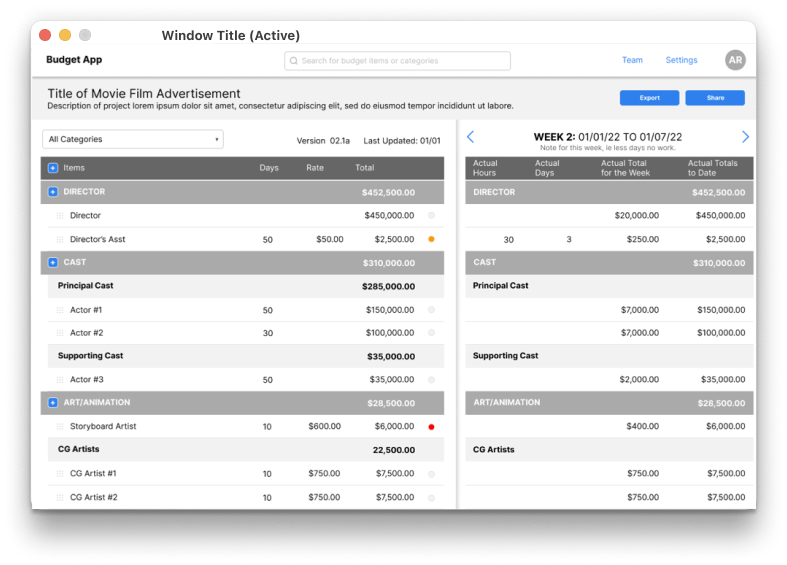 Window Title (Active)
Budget App
Search for budget items or categories
Team
Settings
AR
Title of Movie Film Advertisement
Description of project lorem ipsum dolor sit amet, consectetur adipiscing elit, sed do eiusmod tempor incididunt ut labore.
Export
Share
All Categories
Version 02.1a Last Updated: 01/01
Items Days Rate Total
DIRECTOR $452,500.00
Director $450,000.00
Director's Asst 50 $50.00 $2,500.00
CAST $310,000.00
Principal Cast $285,000.00
Actor #1 50 $150,000.00
Actor #2 30 $100,000.00
Supporting Cast $35,000.00
Actor #3 50 $35,000.00
ART/ANIMATION $28,500.00
Storyboard Artist 10 $600.00 $6,000.00
CG Artists 22,500.00
CG Artist #1 10 $750.00 $7,500.00
CG Artist #2 10 $750.00 $7,500.00
WEEK 2: 01/01/22 TO 01/07/22
Note for this week, ie less days no work.
Actual Actual Actual Total Actual Totals
Hours Days for the Week to Date
DIRECTOR $452,500.00
$20,000.00 $450,000.00
30 3 $250.00 $2,500.00
CAST $310,000.00
Principal Cast
$7,000.00 $150,000.00
$7,000.00 $100,000.00
Supporting Cast
$2,000.00 $35,000.00
ART/ANIMATION $28,500.00
$400.00 $6,000.00
CG Artists
$750.00 $7,500.00
$750.00 $7,500.00